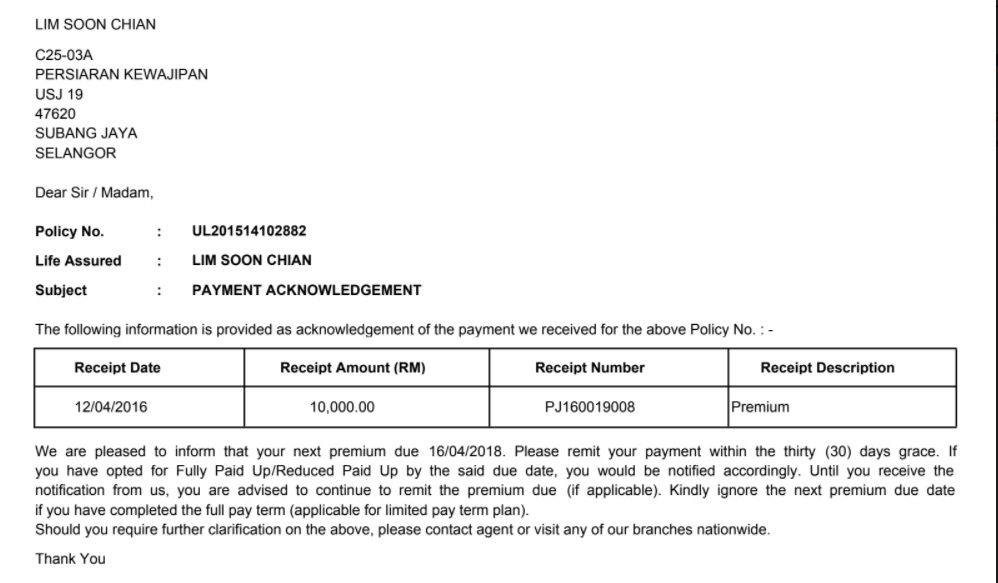 LIM SOON CHIAN
C25-03A
PERSIARAN KEWAJIPAN
USJ 19
47620
SUBANG JAYA
SELANGOR
Dear Sir / Madam,
Policy No. : UL201514102882
Life Assured : LIM SOON CHIAN
Subject : PAYMENT ACKNOWLEDGEMENT
The following information is provided as acknowledgement of the payment we received for the above Policy No. : -
Receipt Date Receipt Amount (RM) Receipt Number Receipt Description
12/04/2016 10,000.00 PJ160019008 Premium
We are pleased to inform that your next premium due 16/04/2018. Please remit your payment within the thirty (30) days grace. If
you have opted for Fully Paid Up/Reduced Paid Up by the said due date, you would be notified accordingly. Until you receive the
notification from us, you are advised to continue to remit the premium due (if applicable). Kindly ignore the next premium due date
if you have completed the full pay term (applicable for limited pay term plan).
Should you require further clarification on the above, please contact agent or visit any of our branches nationwide.
Thank You